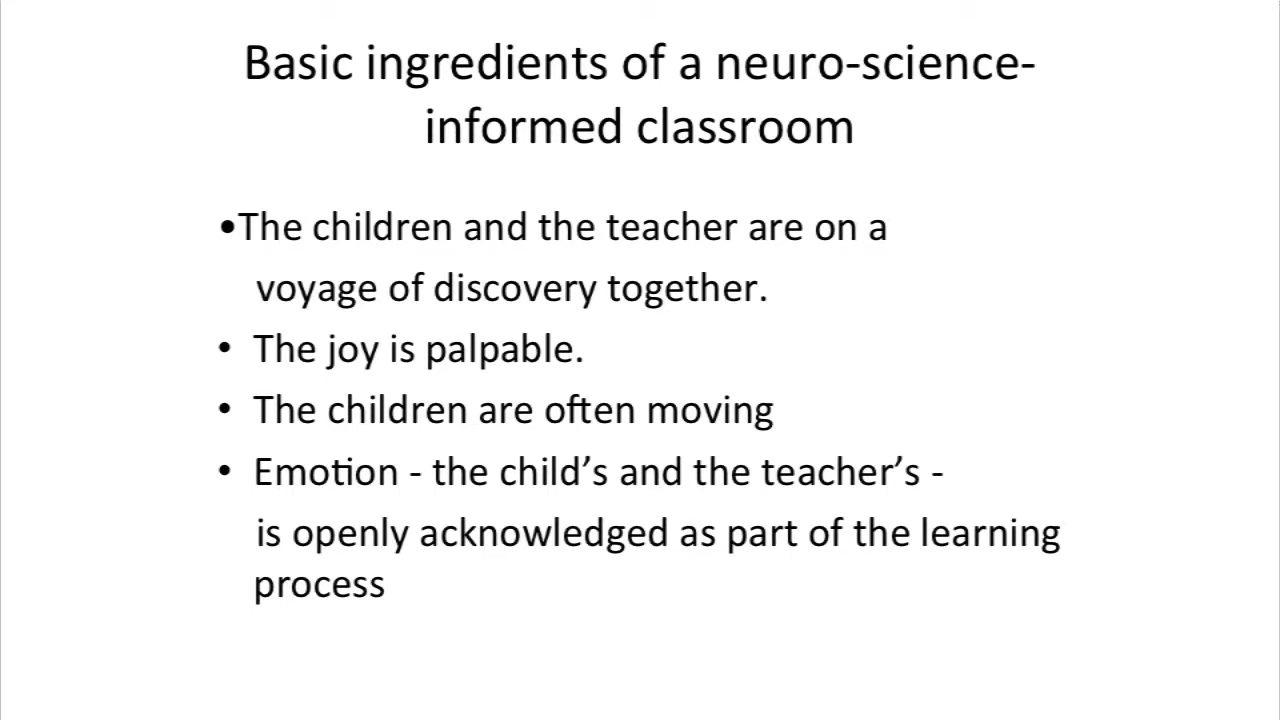 Basic ingredients of a neuro-science-
informed classroom
•The children and the teacher are on a
voyage of discovery together.
• The joy is palpable.
• The children are often moving
• Emotion - the child’s and the teacher’s -
is openly acknowledged as part of the learning
process